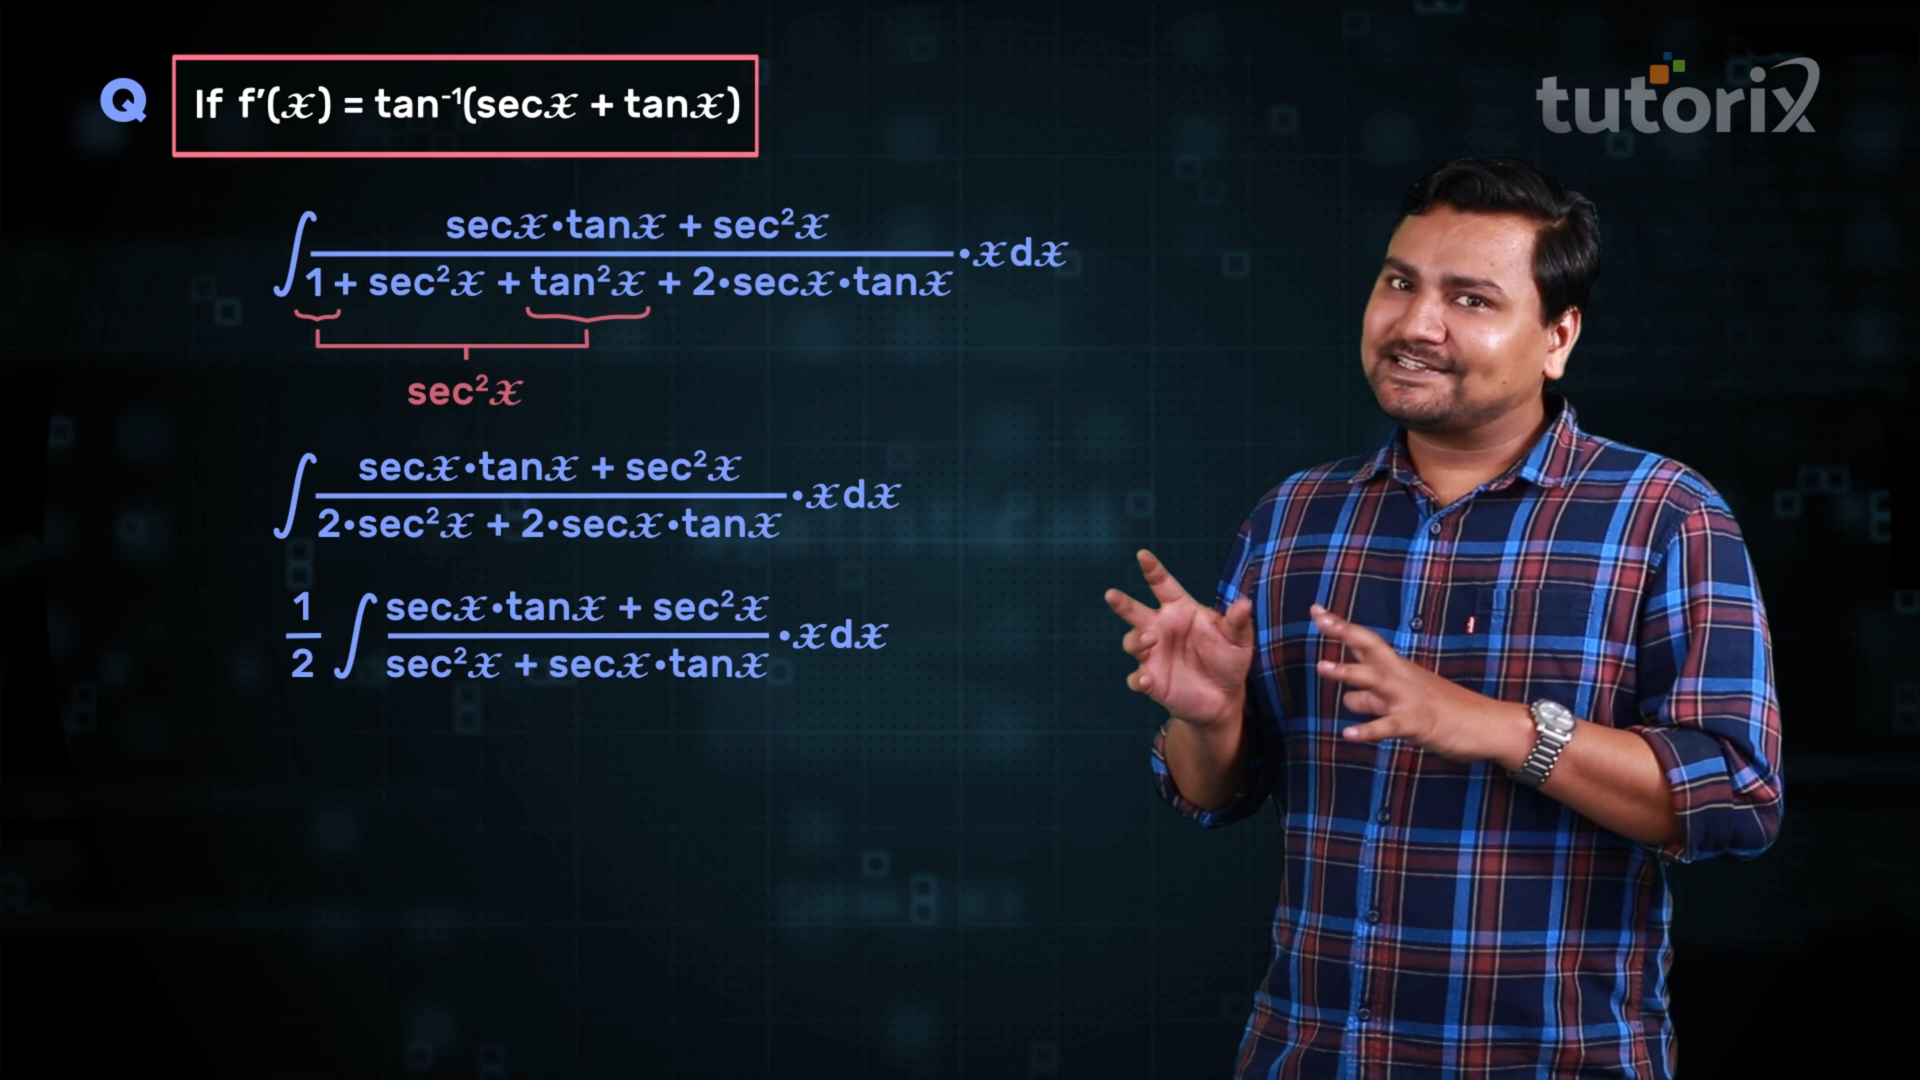 Q If f′(x) = tan⁻¹(secx + tanx)
tutorix
∫ (secx·tanx + sec²x) / (1 + sec²x + tan²x + 2·secx·tanx) ·xdx
sec²x
∫ (secx·tanx + sec²x) / (2·sec²x + 2·secx·tanx) ·xdx
1/2 ∫ (secx·tanx + sec²x) / (sec²x + secx·tanx) ·xdx